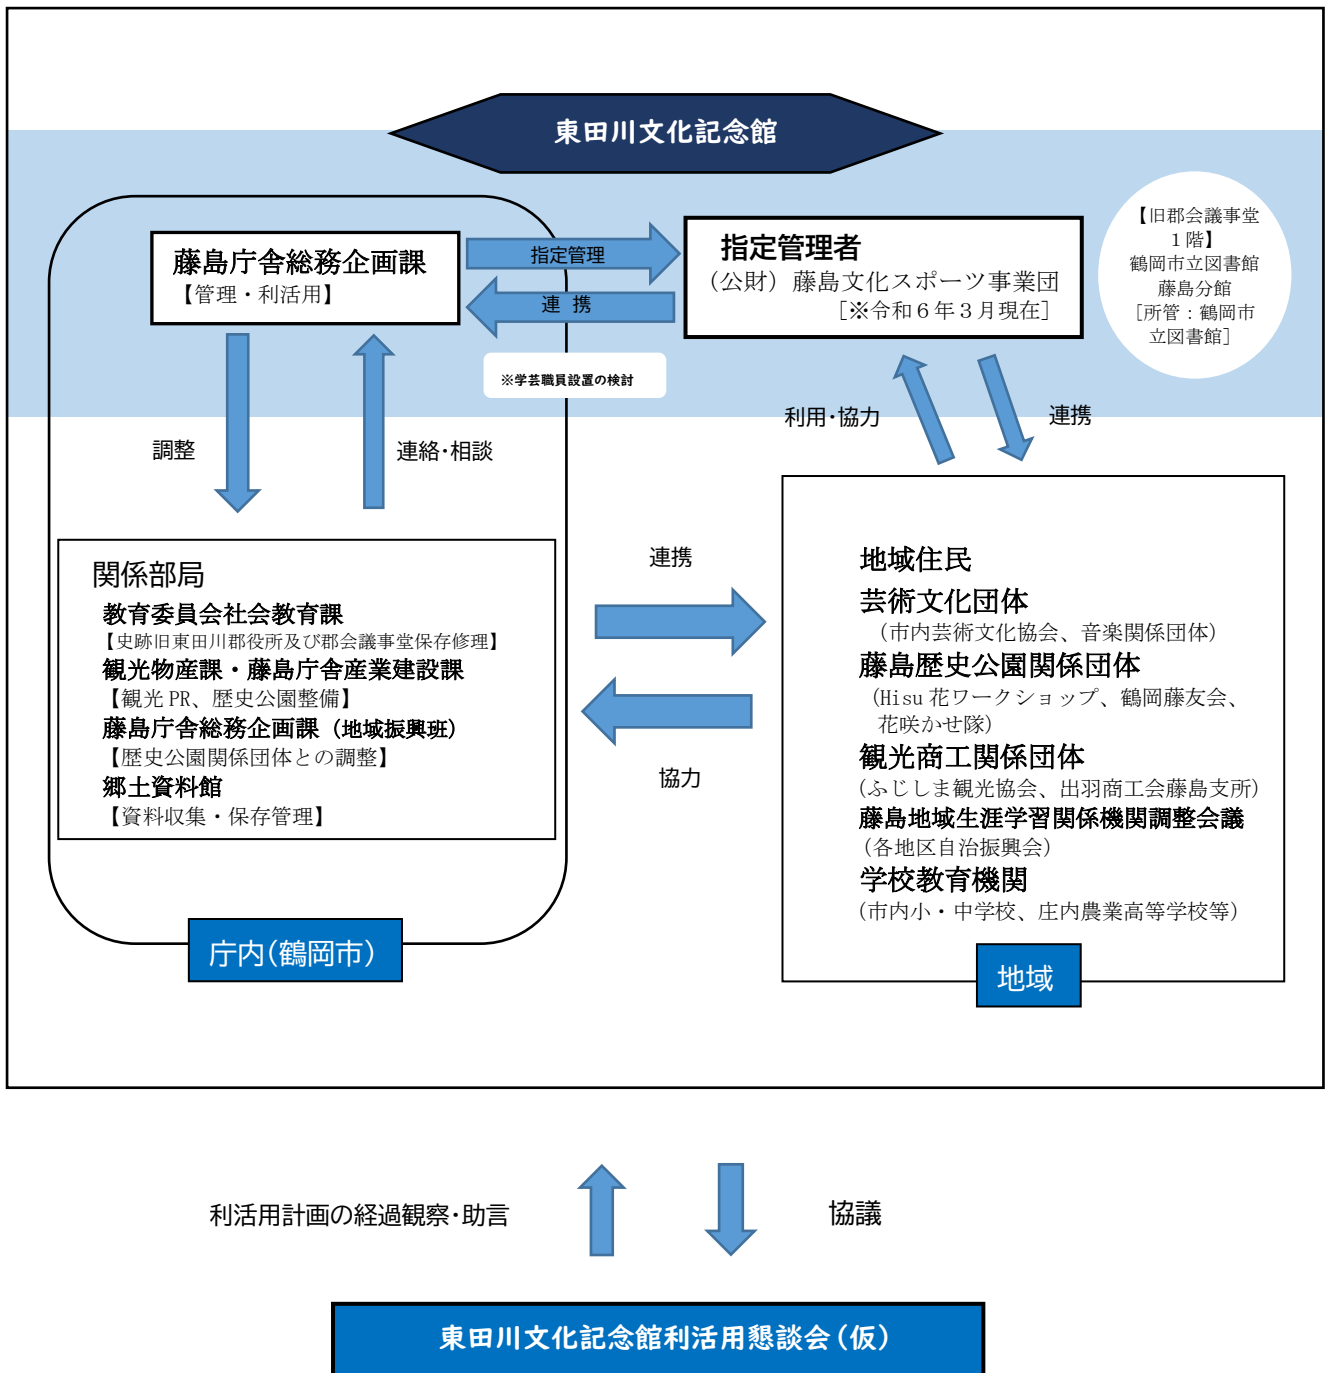 東田川文化記念館
藤島庁舎総務企画課
【管理・利活用】
指定管理
連 携
指定管理者
（公財）藤島文化スポーツ事業団
［※令和６年３月現在］
【旧郡会議事堂
１階】
鶴岡市立図書館
藤島分館
［所管：鶴岡市
立図書館］
※学芸職員設置の検討
調整
連絡・相談
利用・協力
連携
関係部局
教育委員会社会教育課
【史跡旧東田川郡役所及び郡会議事堂保存修理】
観光物産課・藤島庁舎産業建設課
【観光 PR、歴史公園整備】
藤島庁舎総務企画課（地域振興班）
【歴史公園関係団体との調整】
郷土資料館
【資料収集・保存管理】
庁内（鶴岡市）
連携
協力
地域住民
芸術文化団体
（市内芸術文化協会、音楽関係団体）
藤島歴史公園関係団体
（Hisu 花ワークショップ、鶴岡藤友会、
花咲かせ隊）
観光商工関係団体
（ふじしま観光協会、出羽商工会藤島支所）
藤島地域生涯学習関係機関調整会議
（各地区自治振興会）
学校教育機関
（市内小・中学校、庄内農業高等学校等）
地域
利活用計画の経過観察・助言
協議
東田川文化記念館利活用懇談会（仮）